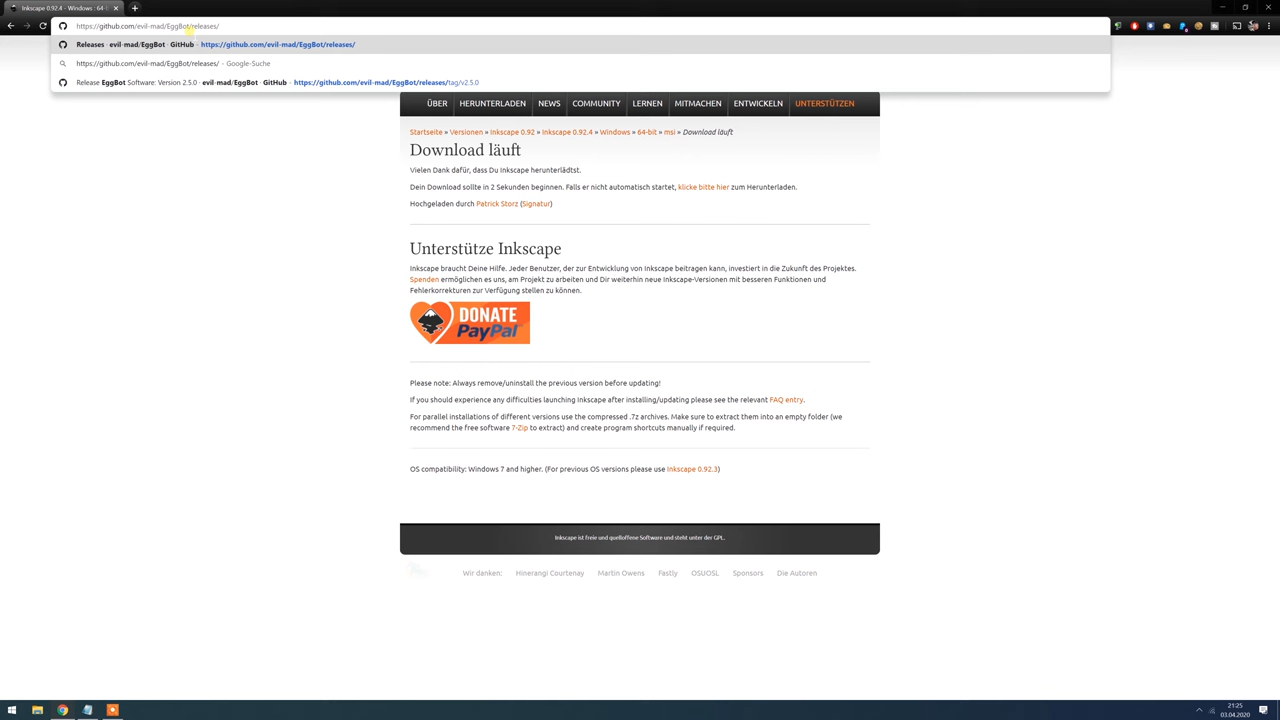 Inkscape 0.92.4 - Windows : 64-b
https://github.com/evil-mad/EggBot/releases/
Releases · evil-mad/EggBot · GitHub - https://github.com/evil-mad/EggBot/releases/
https://github.com/evil-mad/EggBot/releases/ - Google-Suche
Release EggBot Software: Version 2.5.0 · evil-mad/EggBot · GitHub - https://github.com/evil-mad/EggBot/releases/tag/v2.5.0
ÜBER HERUNTERLADEN NEWS COMMUNITY LERNEN MITMACHEN ENTWICKELN UNTERSTÜTZEN
Startseite » Versionen » Inkscape 0.92 » Inkscape 0.92.4 » Windows » 64-bit » msi » Download läuft
Download läuft
Vielen Dank dafür, dass Du Inkscape herunterlädtst.
Dein Download sollte in 2 Sekunden beginnen. Falls er nicht automatisch startet, klicke bitte hier zum Herunterladen.
Hochgeladen durch Patrick Storz (Signatur)
Unterstütze Inkscape
Inkscape braucht Deine Hilfe. Jeder Benutzer, der zur Entwicklung von Inkscape beitragen kann, investiert in die Zukunft des Projektes.
Spenden ermöglichen es uns, am Projekt zu arbeiten und Dir weiterhin neue Inkscape-Versionen mit besseren Funktionen und
Fehlerkorrekturen zur Verfügung stellen zu können.
DONATE
PayPal
Please note: Always remove/uninstall the previous version before updating!
If you should experience any difficulties launching Inkscape after installing/updating please see the relevant FAQ entry.
For parallel installations of different versions use the compressed .7z archives. Make sure to extract them into an empty folder (we
recommend the free software 7-Zip to extract) and create program shortcuts manually if required.
OS compatibility: Windows 7 and higher. (For previous OS versions please use Inkscape 0.92.3)
Inkscape ist Freie und quelloffene Software und steht unter der GPL.
Wir danken: Hinerangi Courtenay Martin Owens Fastly OSUOSL Sponsors Die Autoren
21:25
03.04.2020